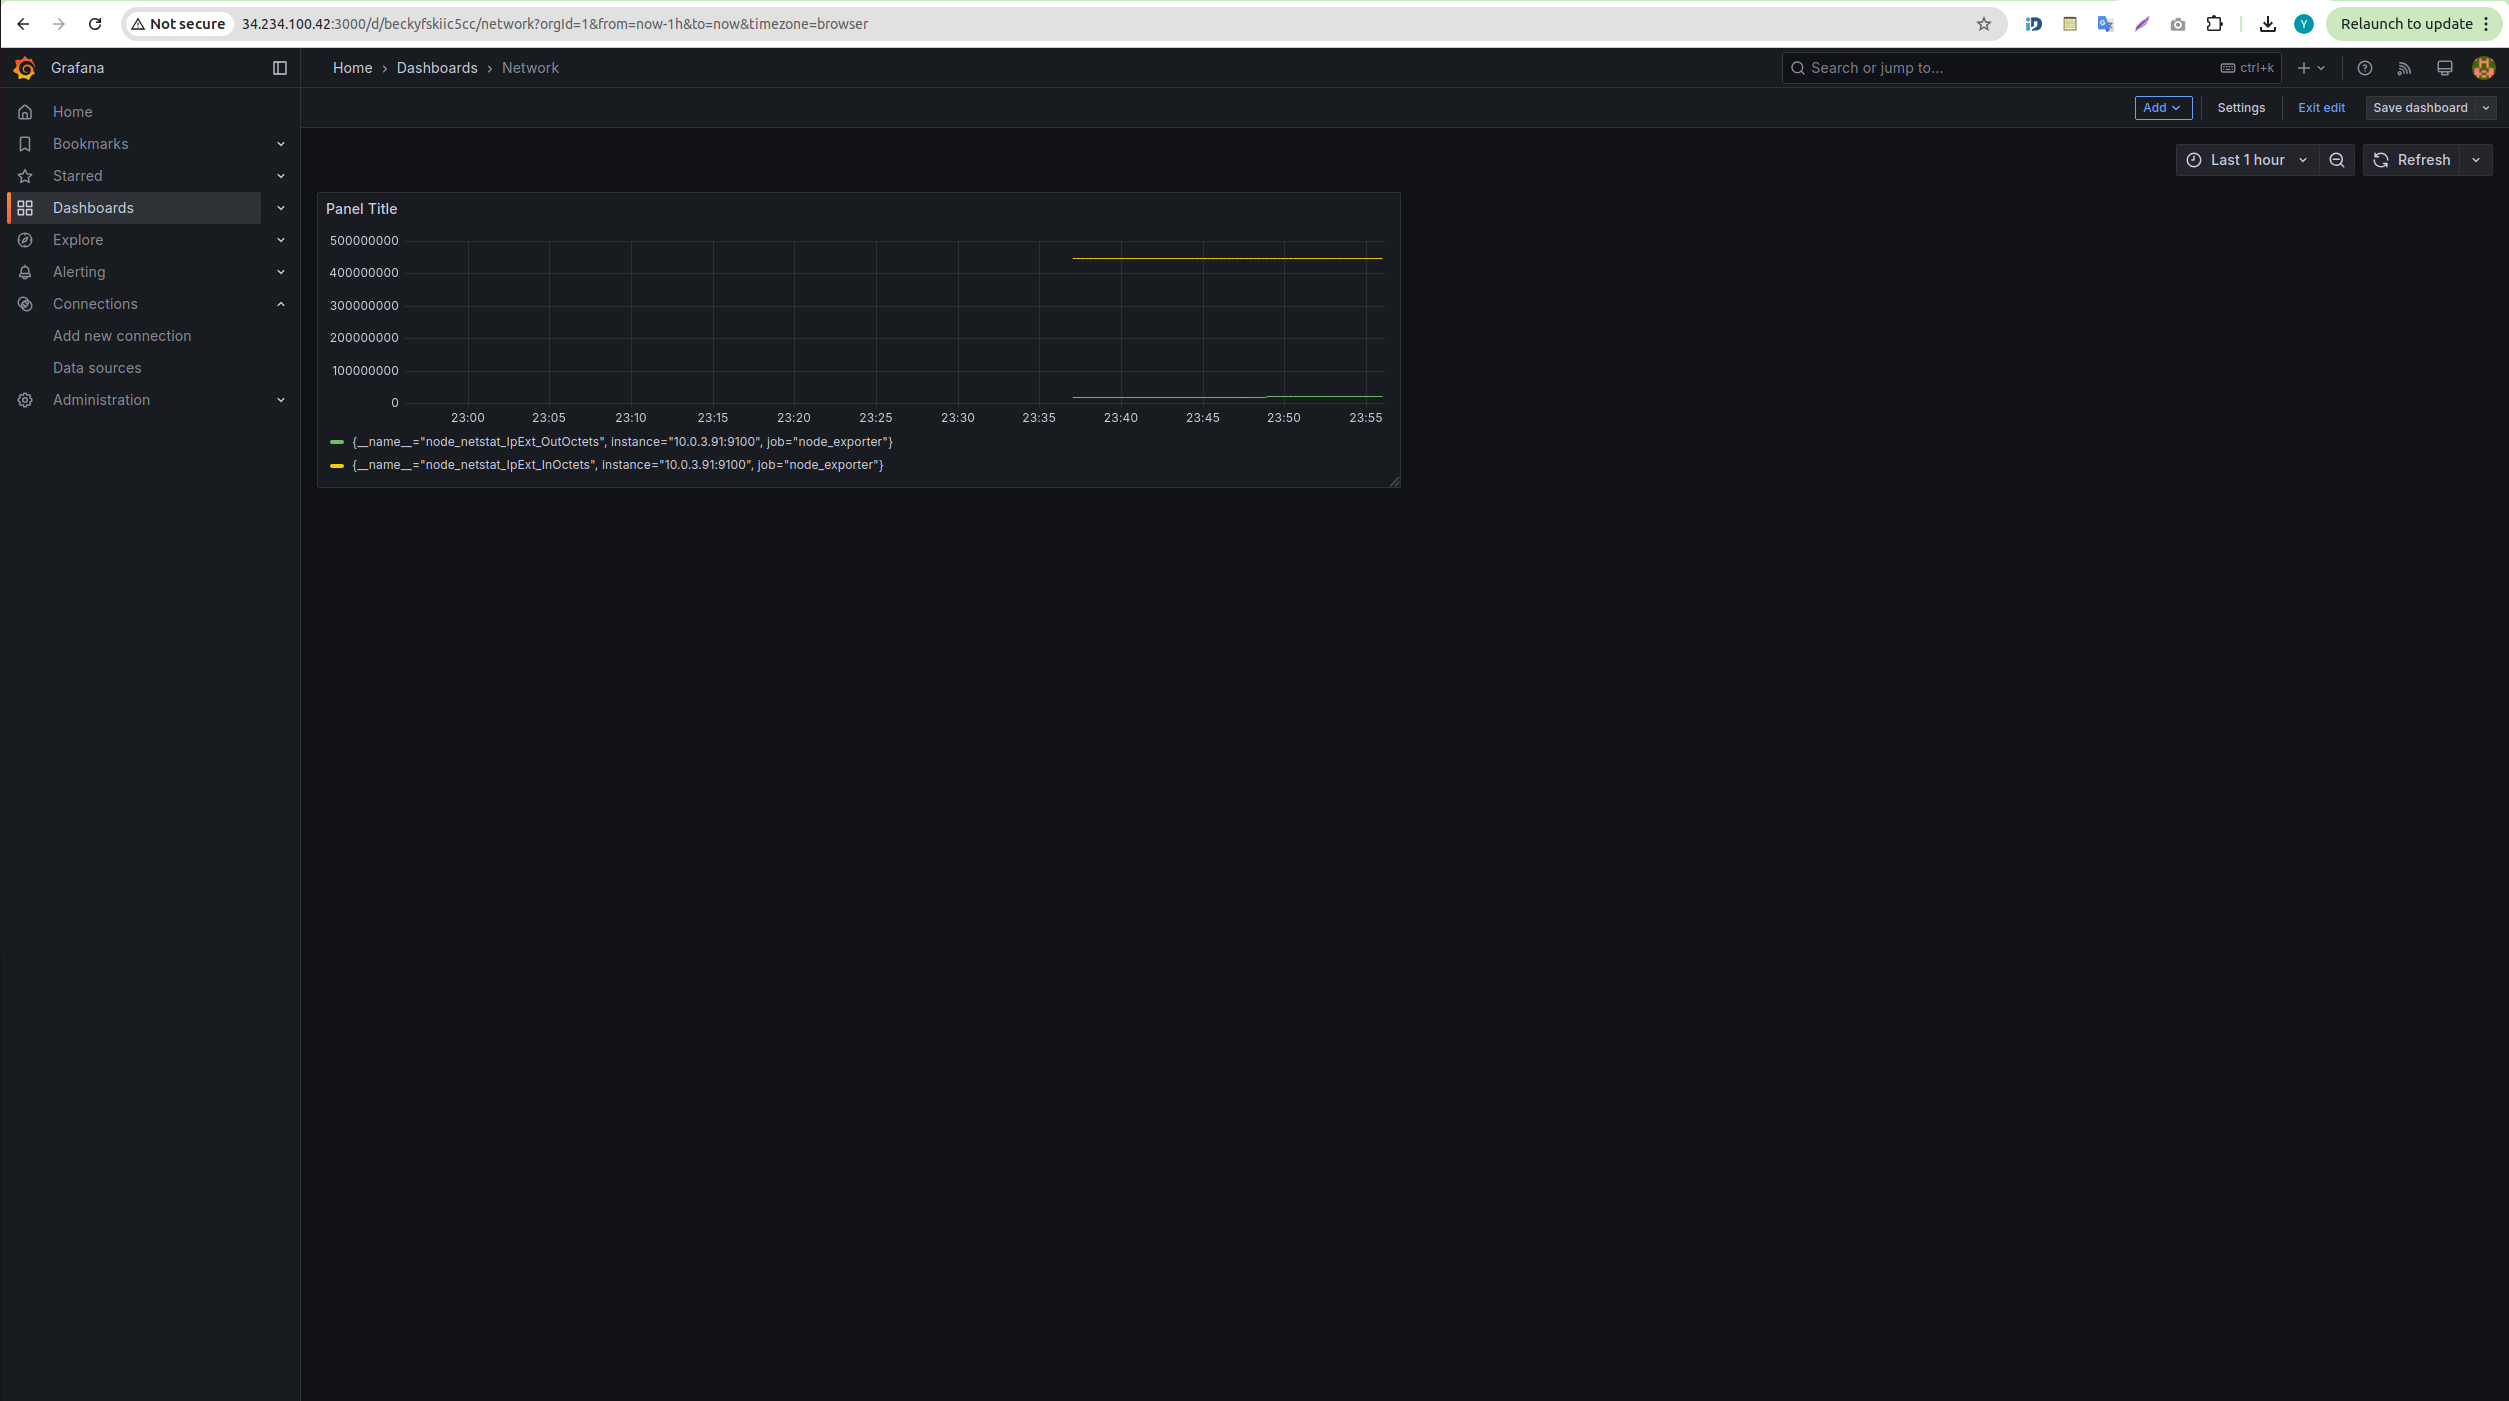 Not secure 34.234.100.42:3000/d/beckyfskiic5cc/network?orgId=1&from=now-1h&to=now&timezone=browser Y Relaunch to update
Grafana Home › Dashboards › Network Search or jump to... ctrl+k
Add Settings Exit edit Save dashboard
Home
Bookmarks
Starred
Dashboards
Explore
Alerting
Connections
Add new connection
Data sources
Administration
Last 1 hour Refresh
Panel Title
500000000
400000000
300000000
200000000
100000000
0
23:00 23:05 23:10 23:15 23:20 23:25 23:30 23:35 23:40 23:45 23:50 23:55
{__name__="node_netstat_IpExt_OutOctets", instance="10.0.3.91:9100", job="node_exporter"}
{__name__="node_netstat_IpExt_InOctets", instance="10.0.3.91:9100", job="node_exporter"}